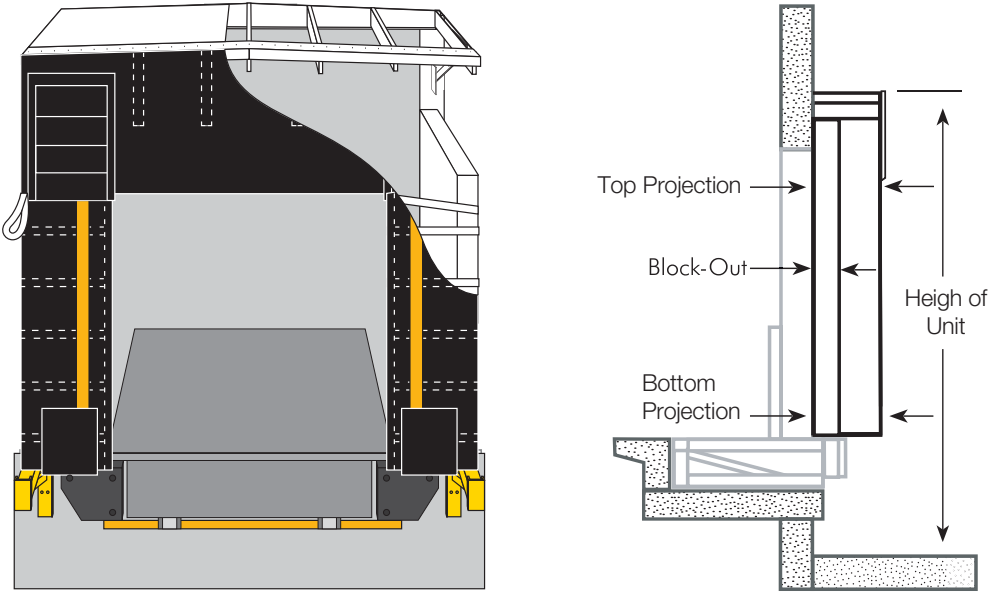 Top Projection
Block-Out
Heigh of
Unit
Bottom
Projection